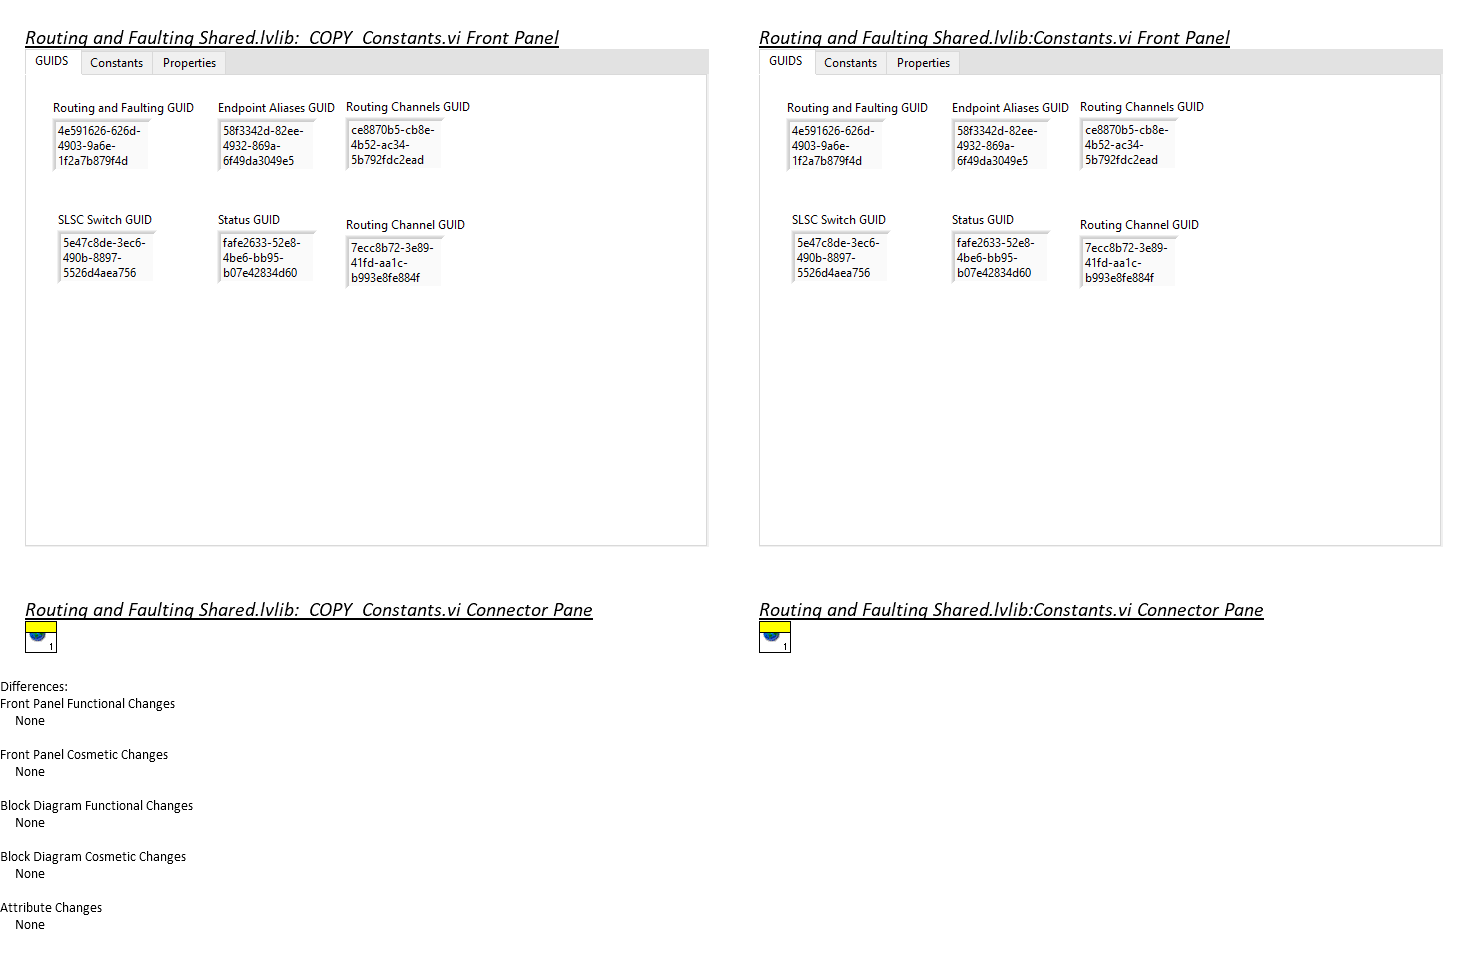 Routing and Faulting Shared.lvlib:_COPY_Constants.vi Front Panel
GUIDS Constants Properties
Routing and Faulting GUID Endpoint Aliases GUID Routing Channels GUID
4e591626-626d- 58f3342d-82ee- ce8870b5-cb8e-
4903-9a6e- 4932-869a- 4b52-ac34-
1f2a7b879f4d 6f49da3049e5 5b792fdc2ead
SLSC Switch GUID Status GUID Routing Channel GUID
5e47c8de-3ec6- fafe2633-52e8- 7ecc8b72-3e89-
490b-8897- 4be6-bb95- 41fd-aa1c-
5526d4aea756 b07e42834d60 b993e8fe884f
Routing and Faulting Shared.lvlib:Constants.vi Front Panel
GUIDS Constants Properties
Routing and Faulting GUID Endpoint Aliases GUID Routing Channels GUID
4e591626-626d- 58f3342d-82ee- ce8870b5-cb8e-
4903-9a6e- 4932-869a- 4b52-ac34-
1f2a7b879f4d 6f49da3049e5 5b792fdc2ead
SLSC Switch GUID Status GUID Routing Channel GUID
5e47c8de-3ec6- fafe2633-52e8- 7ecc8b72-3e89-
490b-8897- 4be6-bb95- 41fd-aa1c-
5526d4aea756 b07e42834d60 b993e8fe884f
Routing and Faulting Shared.lvlib:_COPY_Constants.vi Connector Pane
1
Routing and Faulting Shared.lvlib:Constants.vi Connector Pane
1
Differences:
Front Panel Functional Changes
None
Front Panel Cosmetic Changes
None
Block Diagram Functional Changes
None
Block Diagram Cosmetic Changes
None
Attribute Changes
None